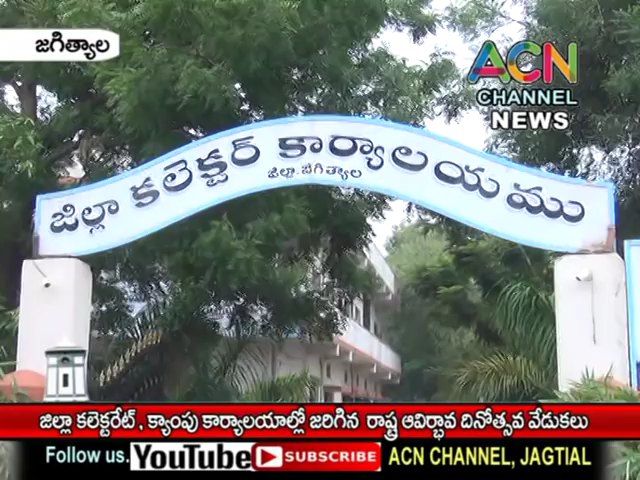 జగిత్యాల
ACN
CHANNEL
NEWS
జిల్లా కలెక్టర్ కార్యాలయము
జిల్లా.జగిత్యాల
జిల్లా కలెక్టరేట్, క్యాంపు కార్యాలయాల్లో జరిగిన రాష్ట్ర ఆవిర్భావ దినోత్సవ వేడుకలు
Follow us. YouTube SUBSCRIBE ACN CHANNEL, JAGTIAL